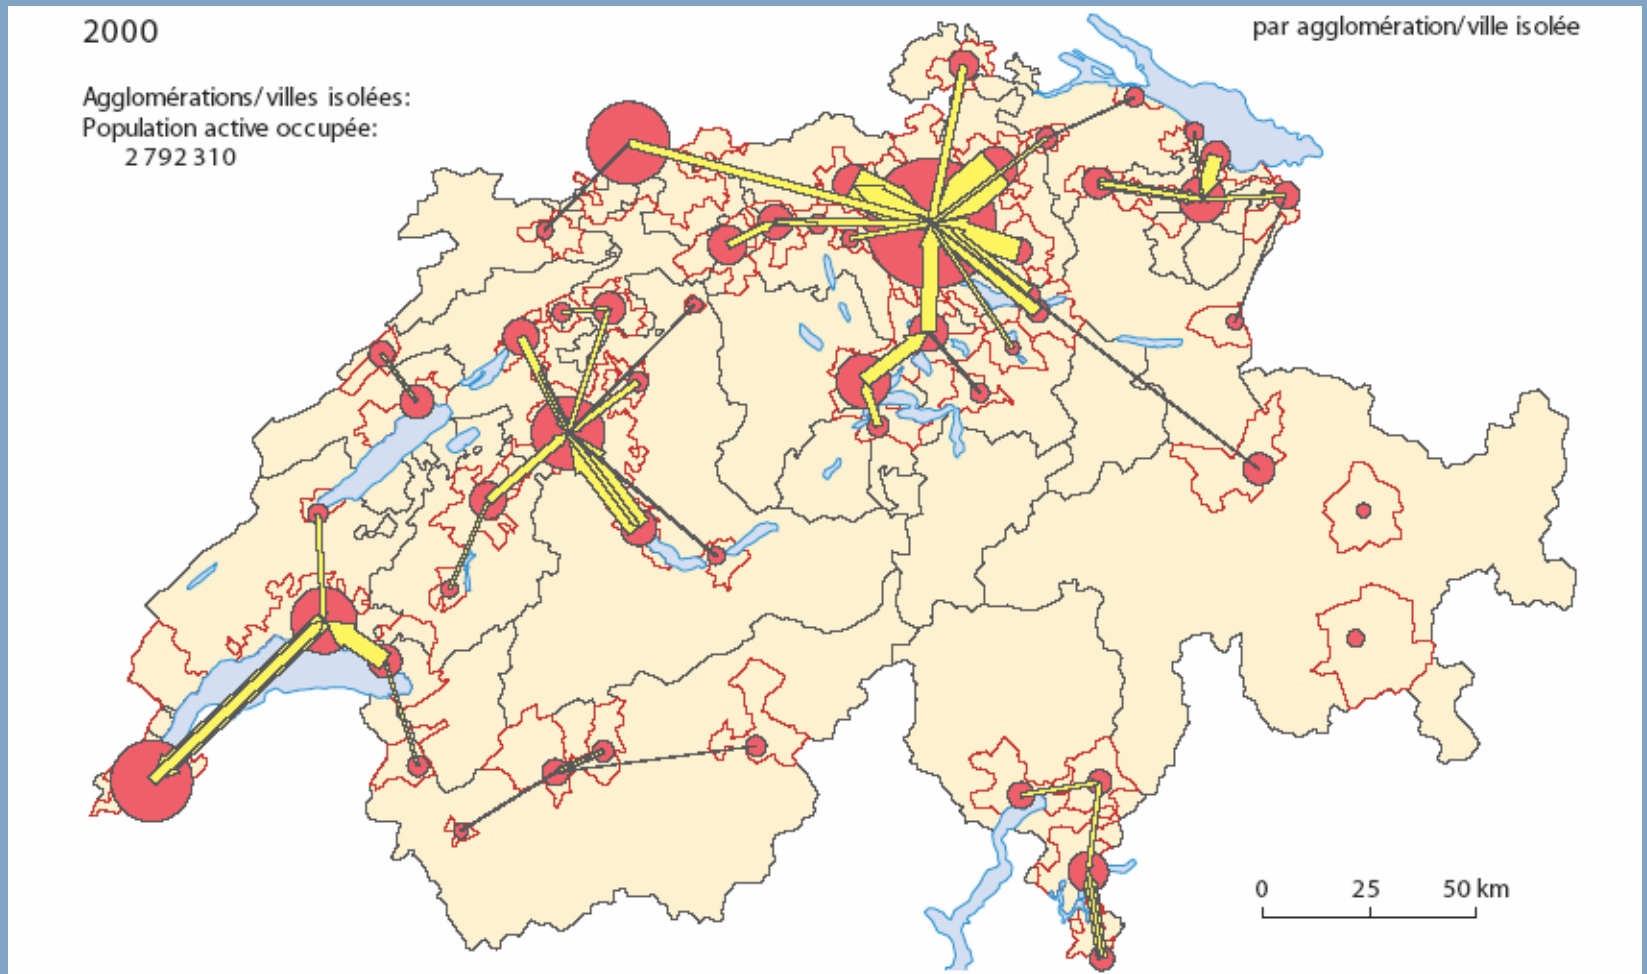 2000
par agglomération/ville isolée
Agglomérations/villes isolées:
Population active occupée:
2 792 310
0 25 50 km